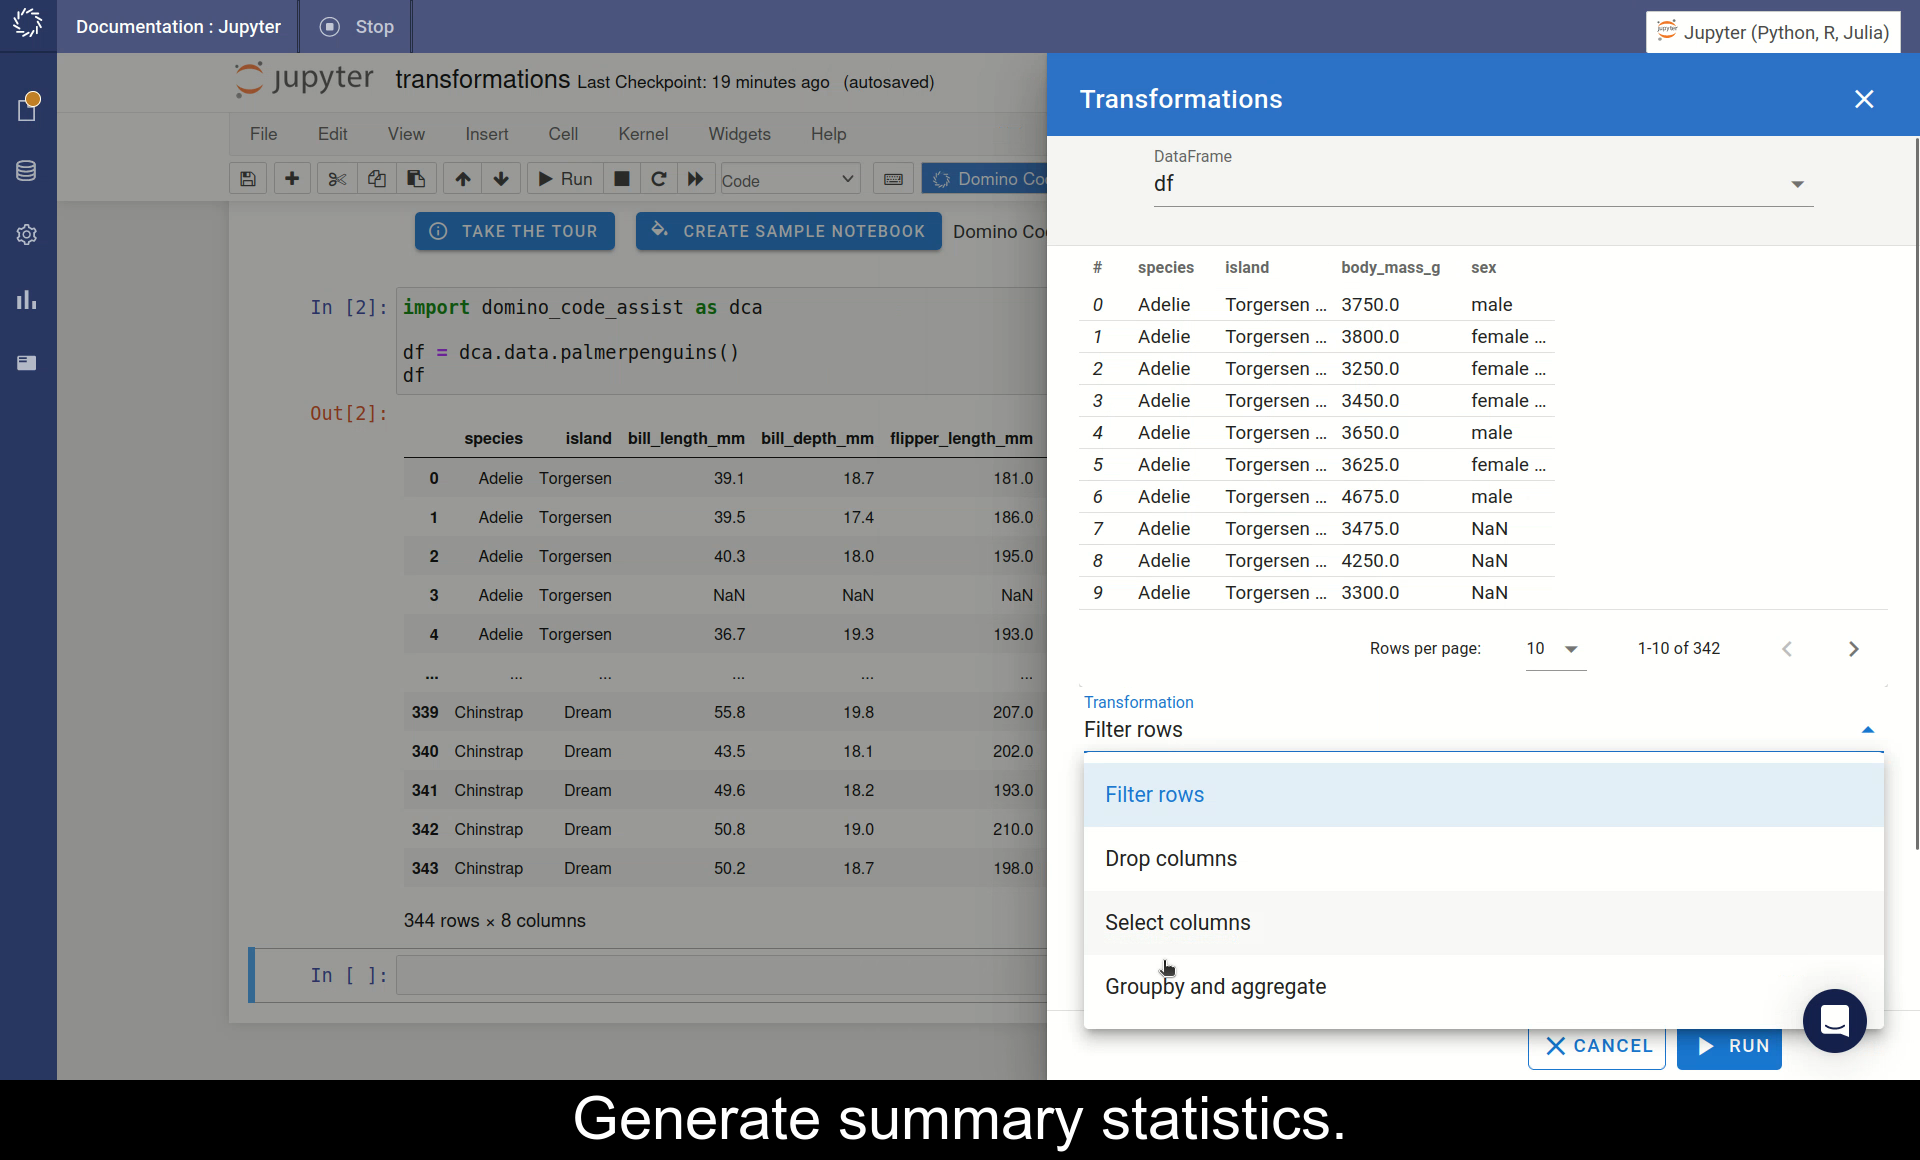 Documentation : Jupyter
Stop
Jupyter (Python, R, Julia)
jupyter transformations Last Checkpoint: 19 minutes ago (autosaved)
File Edit View Insert Cell Kernel Widgets Help
Run Code Domino Co
TAKE THE TOUR
CREATE SAMPLE NOTEBOOK
Domino Co
In [2]: import domino_code_assist as dca
df = dca.data.palmerpenguins()
df
Out[2]:
species island bill_length_mm bill_depth_mm flipper_length_mm
0 Adelie Torgersen 39.1 18.7 181.0
1 Adelie Torgersen 39.5 17.4 186.0
2 Adelie Torgersen 40.3 18.0 195.0
3 Adelie Torgersen NaN NaN NaN
4 Adelie Torgersen 36.7 19.3 193.0
... ... ... ... ... ...
339 Chinstrap Dream 55.8 19.8 207.0
340 Chinstrap Dream 43.5 18.1 202.0
341 Chinstrap Dream 49.6 18.2 193.0
342 Chinstrap Dream 50.8 19.0 210.0
343 Chinstrap Dream 50.2 18.7 198.0
344 rows × 8 columns
In [ ]:
Transformations
DataFrame
df
# species island body_mass_g sex
0 Adelie Torgersen ... 3750.0 male
1 Adelie Torgersen ... 3800.0 female ...
2 Adelie Torgersen ... 3250.0 female ...
3 Adelie Torgersen ... 3450.0 female ...
4 Adelie Torgersen ... 3650.0 male
5 Adelie Torgersen ... 3625.0 female ...
6 Adelie Torgersen ... 4675.0 male
7 Adelie Torgersen ... 3475.0 NaN
8 Adelie Torgersen ... 4250.0 NaN
9 Adelie Torgersen ... 3300.0 NaN
Rows per page: 10 1-10 of 342
Transformation
Filter rows
Filter rows
Drop columns
Select columns
Groupby and aggregate
CANCEL
RUN
Generate summary statistics.